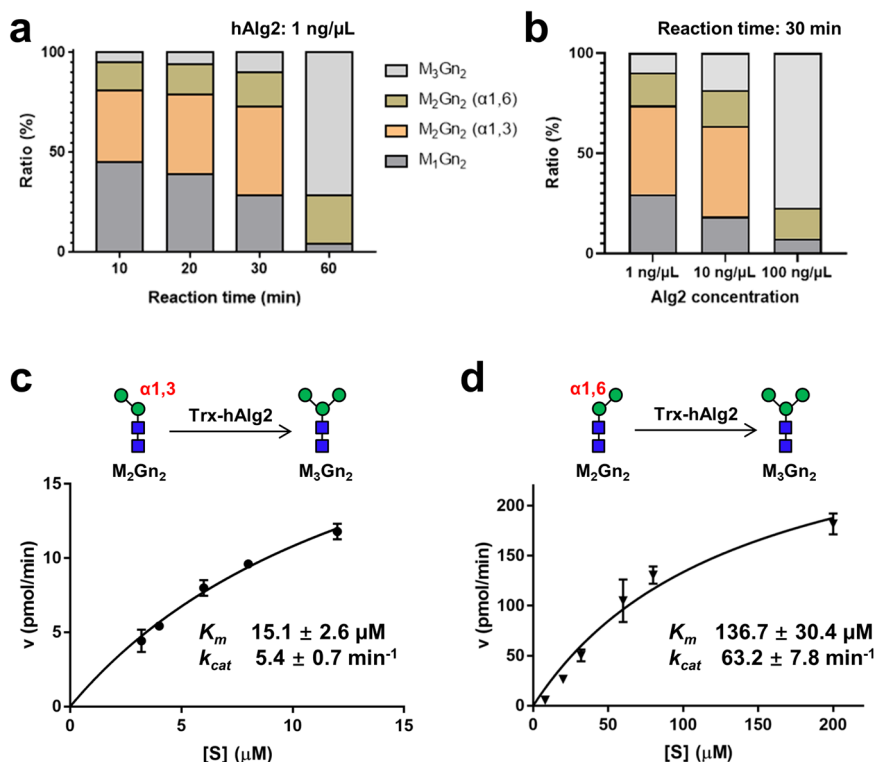 a
hAlg2: 1 ng/µL
Ratio (%)
100
50
0
10
20
30
60
Reaction time (min)
M₃Gn₂
M₂Gn₂ (α1,6)
M₂Gn₂ (α1,3)
M₁Gn₂
b
Reaction time: 30 min
Ratio (%)
100
50
0
1 ng/µL
10 ng/µL
100 ng/µL
Alg2 concentration
c
α1,3
Trx-hAlg2
M₂Gn₂
M₃Gn₂
v (pmol/min)
15
10
5
0
Kₘ 15.1 ± 2.6 µM
k_cat 5.4 ± 0.7 min⁻¹
0
5
10
15
[S] (µM)
d
α1,6
Trx-hAlg2
M₂Gn₂
M₃Gn₂
v (pmol/min)
200
150
100
50
0
Kₘ 136.7 ± 30.4 µM
k_cat 63.2 ± 7.8 min⁻¹
0
50
100
150
200
[S] (µM)